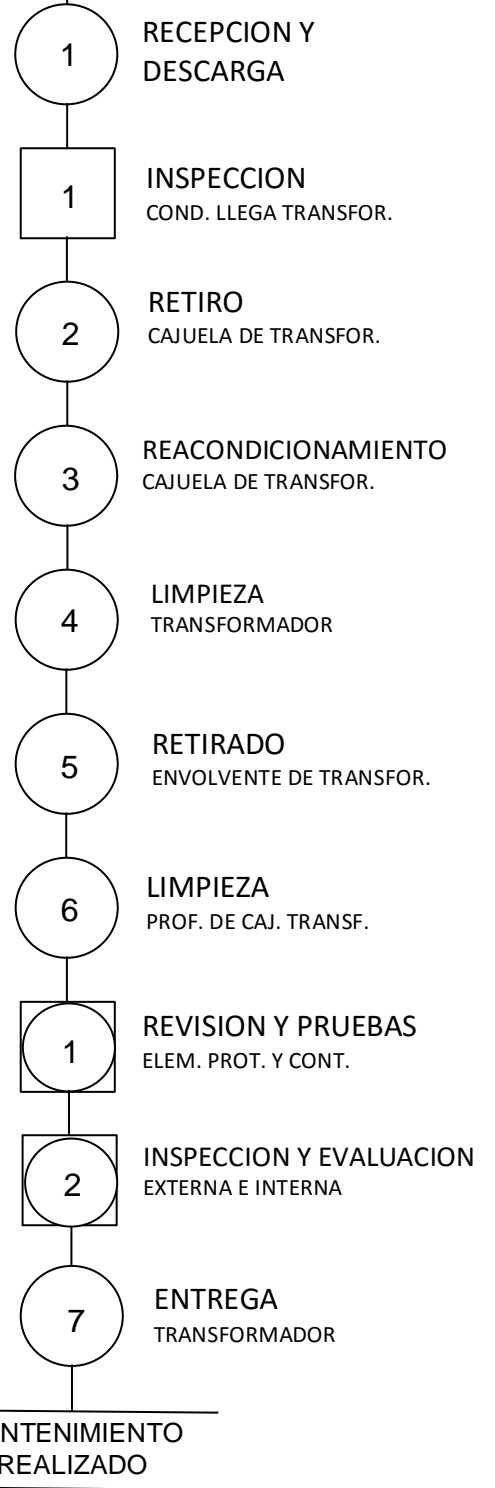 1
RECEPCION Y
DESCARGA
1
INSPECCION
COND. LLEGA TRANSFOR.
2
RETIRO
CAJUELA DE TRANSFOR.
3
REACONDICIONAMIENTO
CAJUELA DE TRANSFOR.
4
LIMPIEZA
TRANSFORMADOR
5
RETIRADO
ENVOLVENTE DE TRANSFOR.
6
LIMPIEZA
PROF. DE CAJ. TRANSF.
1
REVISION Y PRUEBAS
ELEM. PROT. Y CONT.
2
INSPECCION Y EVALUACION
EXTERNA E INTERNA
7
ENTREGA
TRANSFORMADOR
NTENIMIENTO
REALIZADO